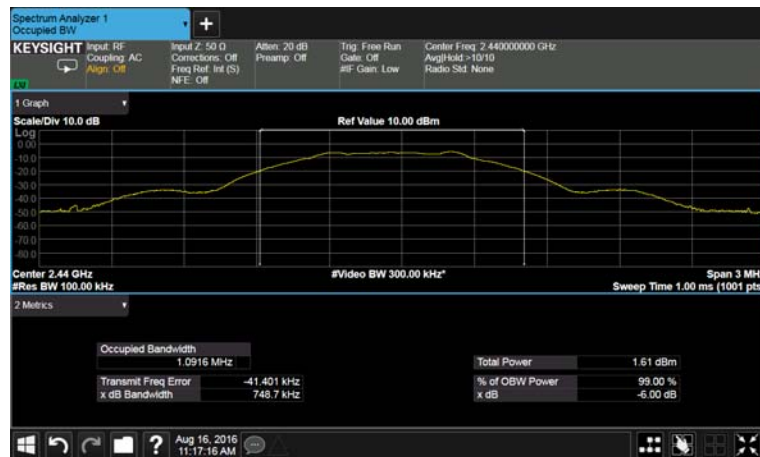 Spectrum Analyzer 1
Occupied BW
+
KEYSIGHT
Input: RF
Coupling: AC
Align: Off
Input Z: 50 Ω
Corrections: Off
Freq Ref: Int (S)
NFE: Off
Atten: 20 dB
Preamp: Off
Trig: Free Run
Gate: Off
#IF Gain: Low
Center Freq: 2.440000000 GHz
Avg|Hold:>10/10
Radio Std: None
LXI
1 Graph
Scale/Div 10.0 dB
Ref Value 10.00 dBm
Log
0.00
-10.0
-20.0
-30.0
-40.0
-50.0
-60.0
-70.0
-80.0
Center 2.44 GHz
#Video BW 300.00 kHz*
Span 3 MH
#Res BW 100.00 kHz
Sweep Time 1.00 ms (1001 pts
2 Metrics
Occupied Bandwidth
1.0916 MHz
Total Power 1.61 dBm
Transmit Freq Error -41.401 kHz
% of OBW Power 99.00 %
x dB Bandwidth 748.7 kHz
x dB -6.00 dB
?
Aug 16, 2016
11:17:16 AM